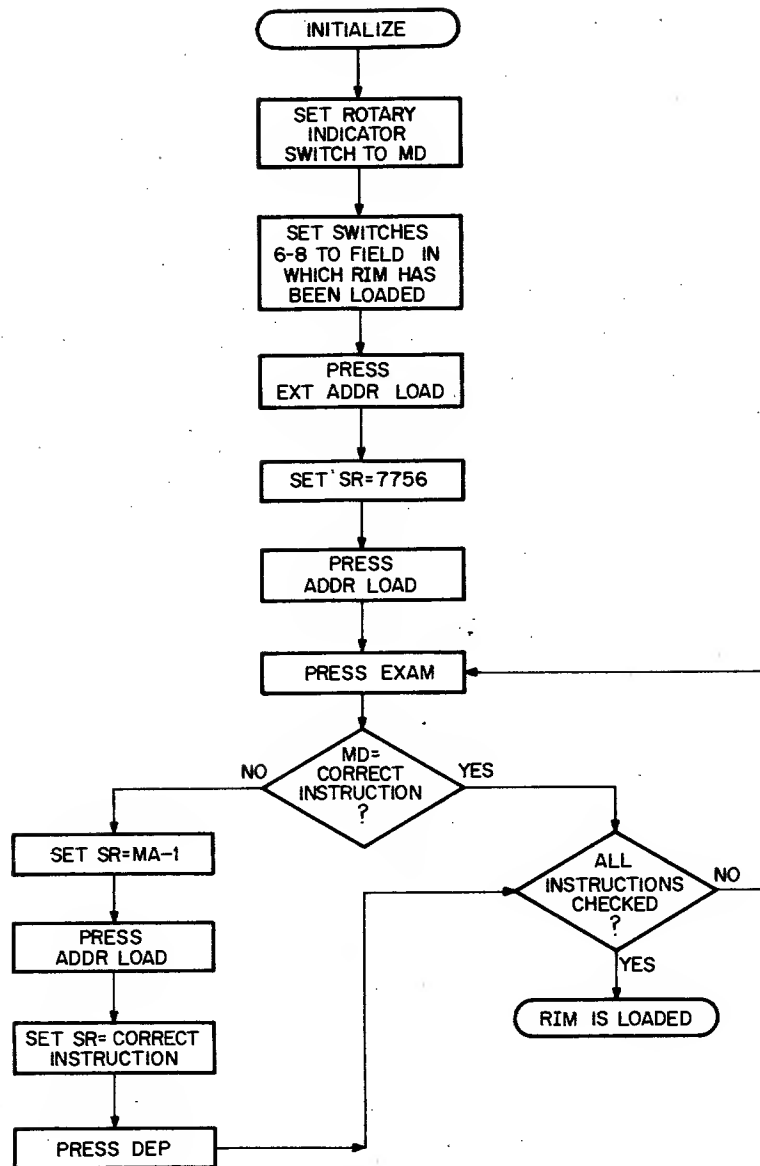 INITIALIZE
SET ROTARY
INDICATOR
SWITCH TO MD
SET SWITCHES
6-8 TO FIELD IN
WHICH RIM HAS
BEEN LOADED
PRESS
EXT ADDR LOAD
SET SR=7756
PRESS
ADDR LOAD
PRESS EXAM
MD=
CORRECT
INSTRUCTION
?
NO
YES
SET SR=MA-1
PRESS
ADDR LOAD
SET SR=CORRECT
INSTRUCTION
PRESS DEP
ALL
INSTRUCTIONS
CHECKED
?
NO
YES
RIM IS LOADED